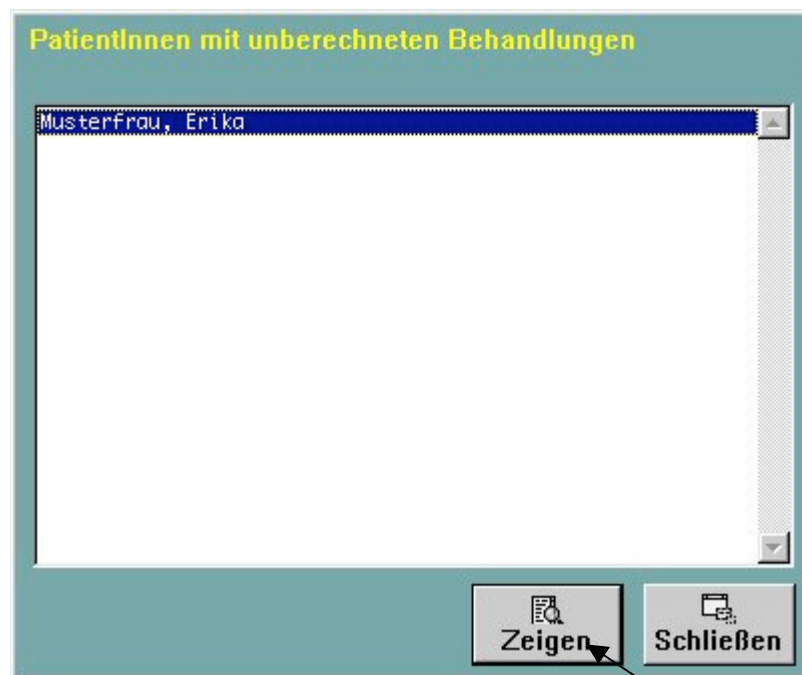 PatientInnen mit unberechneten Behandlungen
Musterfrau, Erika
Zeigen
Schließen